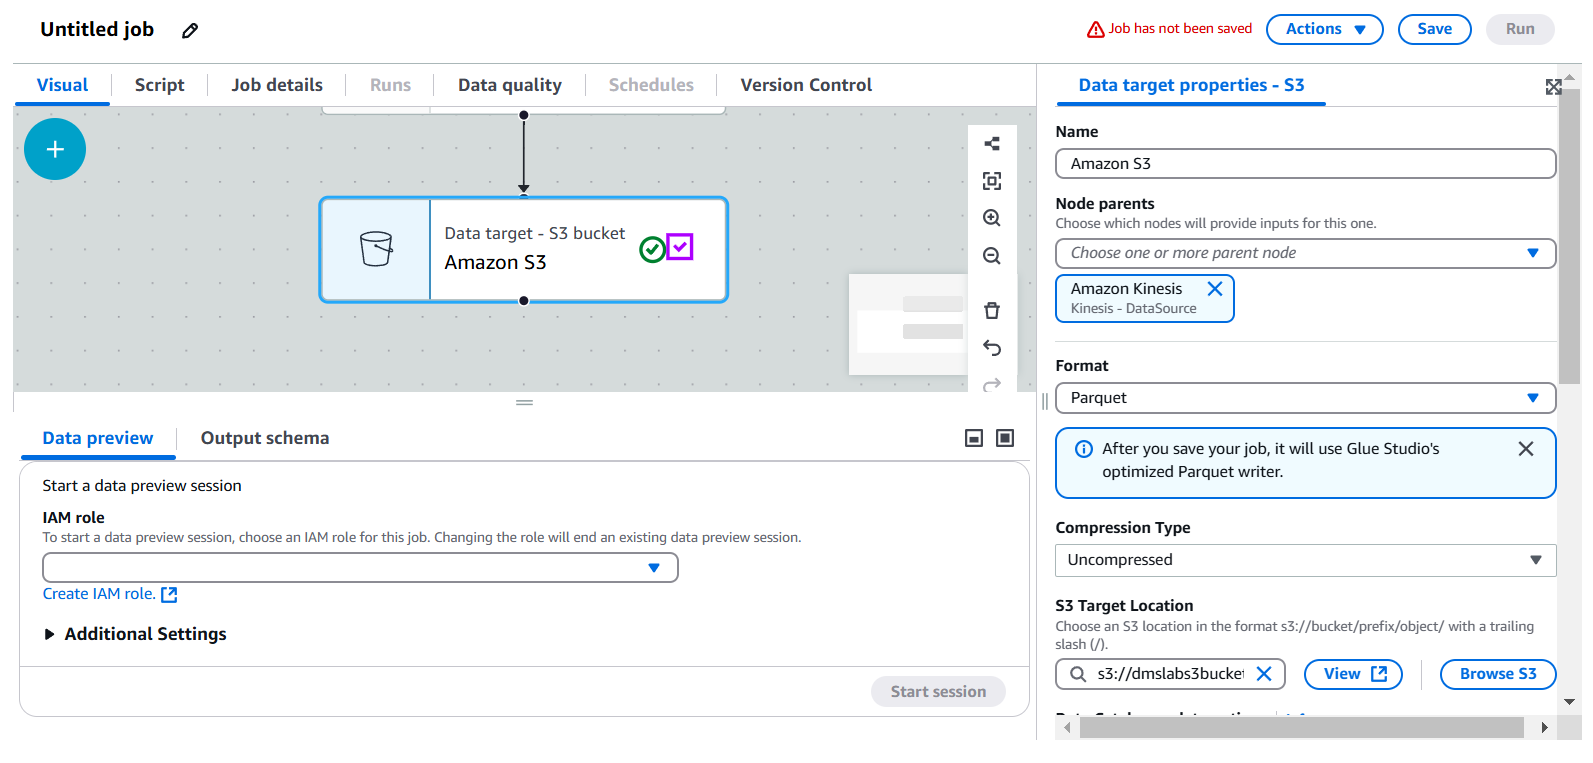 Untitled job
Job has not been saved
Actions
Save
Run
Visual
Script
Job details
Runs
Data quality
Schedules
Version Control
Data target - S3 bucket
Amazon S3
Data preview
Output schema
Start a data preview session
IAM role
To start a data preview session, choose an IAM role for this job. Changing the role will end an existing data preview session.
Create IAM role.
Additional Settings
Start session
Data target properties - S3
Name
Amazon S3
Node parents
Choose which nodes will provide inputs for this one.
Choose one or more parent node
Amazon Kinesis
Kinesis - DataSource
Format
Parquet
After you save your job, it will use Glue Studio's
optimized Parquet writer.
Compression Type
Uncompressed
S3 Target Location
Choose an S3 location in the format s3://bucket/prefix/object/ with a trailing
slash (/).
s3://dmslabs3bucket
View
Browse S3